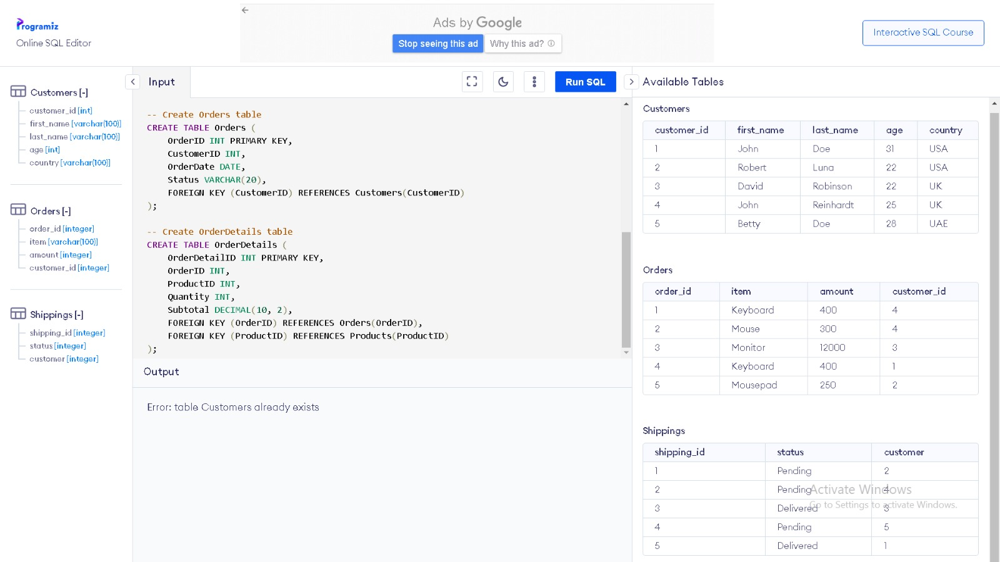 Programiz
Online SQL Editor
Ads by Google
Stop seeing this ad
Why this ad?
Interactive SQL Course
Customers [-]
customer_id [int]
first_name [varchar(100)]
last_name [varchar(100)]
age [int]
country [varchar(100)]
Orders [-]
order_id [integer]
item [varchar(100)]
amount [integer]
customer_id [integer]
Shippings [-]
shipping_id [integer]
status [integer]
customer [integer]
Input
Run SQL
-- Create Orders table
CREATE TABLE Orders (
    OrderID INT PRIMARY KEY,
    CustomerID INT,
    OrderDate DATE,
    Status VARCHAR(20),
    FOREIGN KEY (CustomerID) REFERENCES Customers(CustomerID)
);
-- Create OrderDetails table
CREATE TABLE OrderDetails (
    OrderDetailID INT PRIMARY KEY,
    OrderID INT,
    ProductID INT,
    Quantity INT,
    Subtotal DECIMAL(10, 2),
    FOREIGN KEY (OrderID) REFERENCES Orders(OrderID),
    FOREIGN KEY (ProductID) REFERENCES Products(ProductID)
);
Output
Error: table Customers already exists
Available Tables
Customers
customer_id first_name last_name age country
1 John Doe 31 USA
2 Robert Luna 22 USA
3 David Robinson 22 UK
4 John Reinhardt 25 UK
5 Betty Doe 28 UAE
Orders
order_id item amount customer_id
1 Keyboard 400 4
2 Mouse 300 4
3 Monitor 12000 3
4 Keyboard 400 1
5 Mousepad 250 2
Shippings
shipping_id status customer
1 Pending 2
2 Pending 4
3 Delivered 3
4 Pending 5
5 Delivered 1
Activate Windows
Go to Settings to activate Windows.